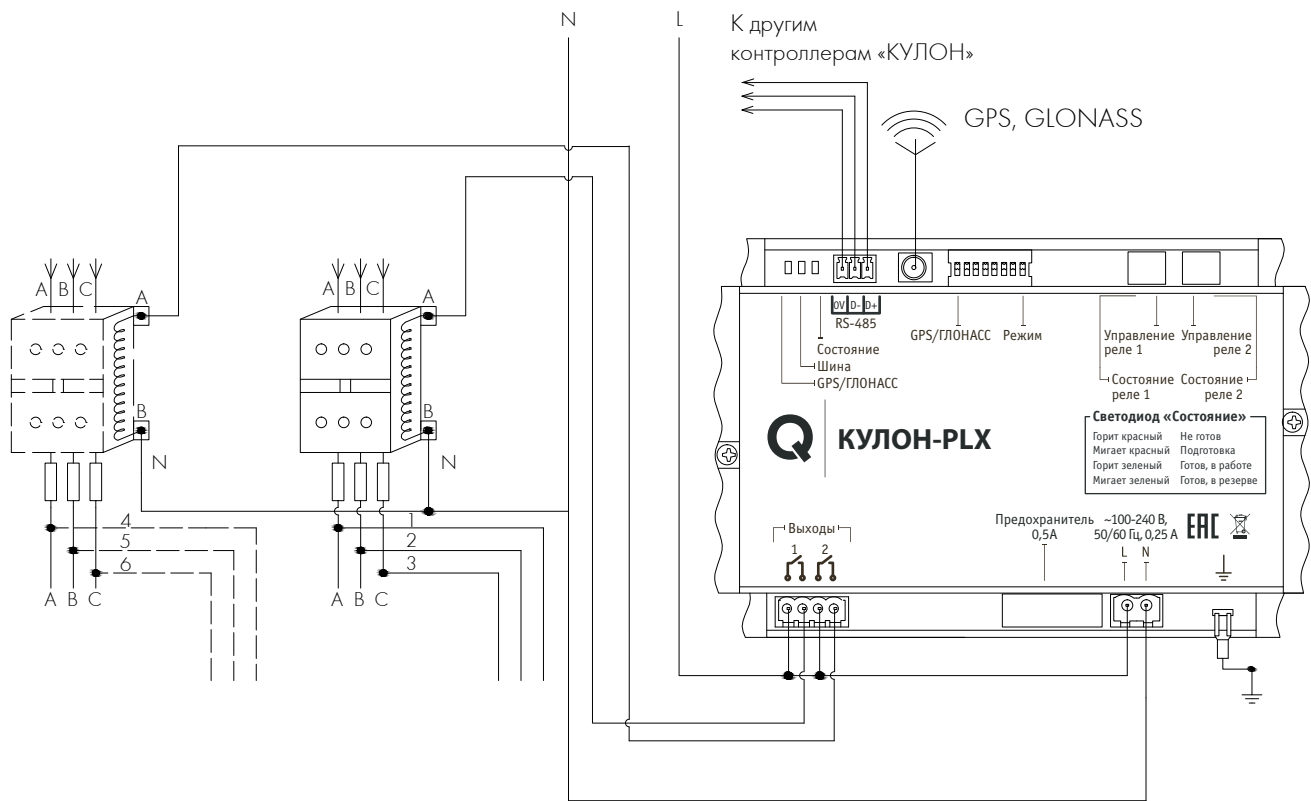 N
L
К другим
контроллерам «КУЛОН»
GPS, GLONASS
A B C
A
B
N
A B C
A
B
N
4
5
6
A B C
1
2
3
A B C
0V D- D+
RS-485
Состояние
Шина
GPS/ГЛОНАСС
GPS/ГЛОНАСС
Режим
Управление
реле 1
Управление
реле 2
Состояние
реле 1
Состояние
реле 2
Q
КУЛОН-PLX
Светодиод «Состояние»
Горит красный Не готов
Мигает красный Подготовка
Горит зеленый Готов, в работе
Мигает зеленый Готов, в резерве
Выходы
1 2
Предохранитель
0,5А
~100-240 В,
50/60 Гц, 0,25 А
L N
EAC